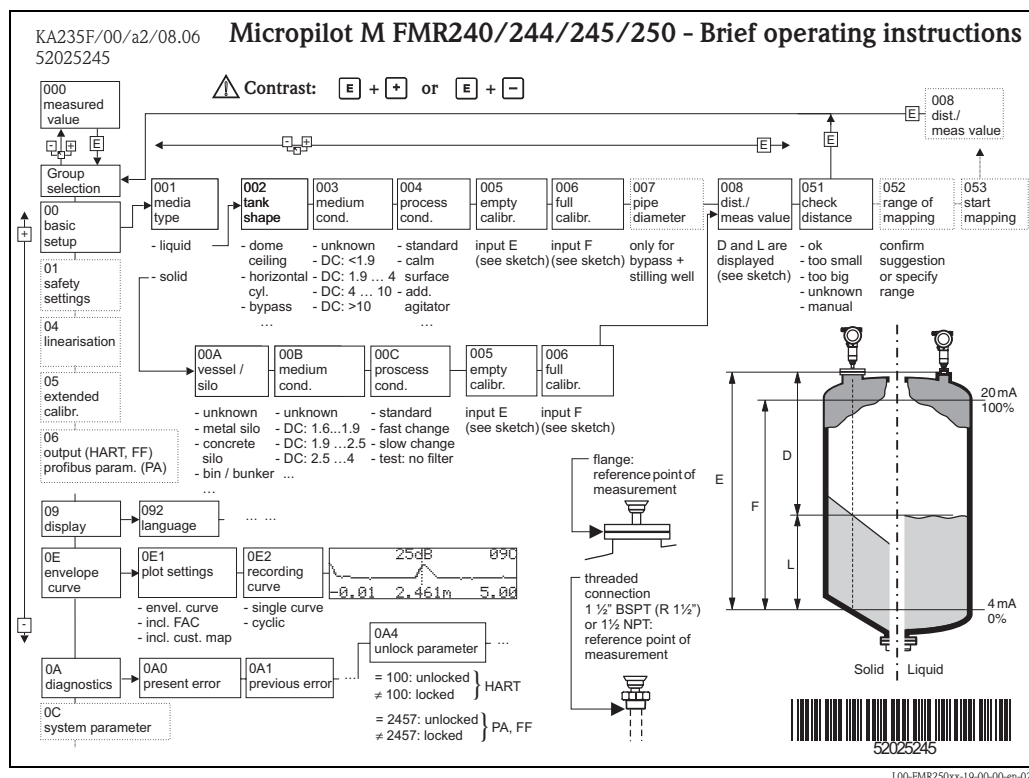 KA235F/00/a2/08.06
52025245
Micropilot M FMR240/244/245/250 - Brief operating instructions
Contrast: E + + or E + −
000
measured
value
- +
E
Group
selection
- +
E
E
E
008
dist./
meas value
00
basic
setup
001
media
type
002
tank
shape
003
medium
cond.
004
process
cond.
005
empty
calibr.
006
full
calibr.
007
pipe
diameter
008
dist./
meas value
051
check
distance
052
range of
mapping
053
start
mapping
+
- liquid
- solid
- dome
ceiling
- horizontal
cyl.
- bypass
...
- unknown
- DC: <1.9
- DC: 1.9 ... 4
- DC: 4 ... 10
- DC: >10
...
- standard
- calm
surface
- add.
agitator
...
input E
(see sketch)
input F
(see sketch)
only for
bypass +
stilling well
D and L are
displayed
(see sketch)
- ok
- too small
- too big
- unknown
- manual
confirm
suggestion
or specify
range
01
safety
settings
04
linearisation
05
extended
calibr.
06
output (HART, FF)
profibus param. (PA)
00A
vessel /
silo
00B
medium
cond.
00C
proscess
cond.
005
empty
calibr.
006
full
calibr.
- unknown
- metal silo
- concrete
silo
- bin / bunker
...
- unknown
- DC: 1.6...1.9
- DC: 1.9 ...2.5
- DC: 2.5 ...4
...
- standard
- fast change
- slow change
- test: no filter
input E
(see sketch)
input F
(see sketch)
09
display
092
language
... ...
0E
envelope
curve
0E1
plot settings
0E2
recording
curve
25dB 09C
-0.01 2.461m 5.00
- envel. curve
- incl. FAC
- incl. cust. map
- single curve
- cyclic
-
0A
diagnostics
0A0
present error
0A1
previous error
...
0A4
unlock parameter
...
= 100: unlocked
≠ 100: locked
HART
= 2457: unlocked
≠ 2457: locked
PA, FF
0C
system parameter
flange:
reference point of
measurement
threaded
connection
1 ½” BSPT (R 1½”)
or 1½ NPT:
reference point of
measurement
20 mA
100%
D
E
F
L
4 mA
0%
Solid
Liquid
52025245
L00-FMR250xx-19-00-00-en-02